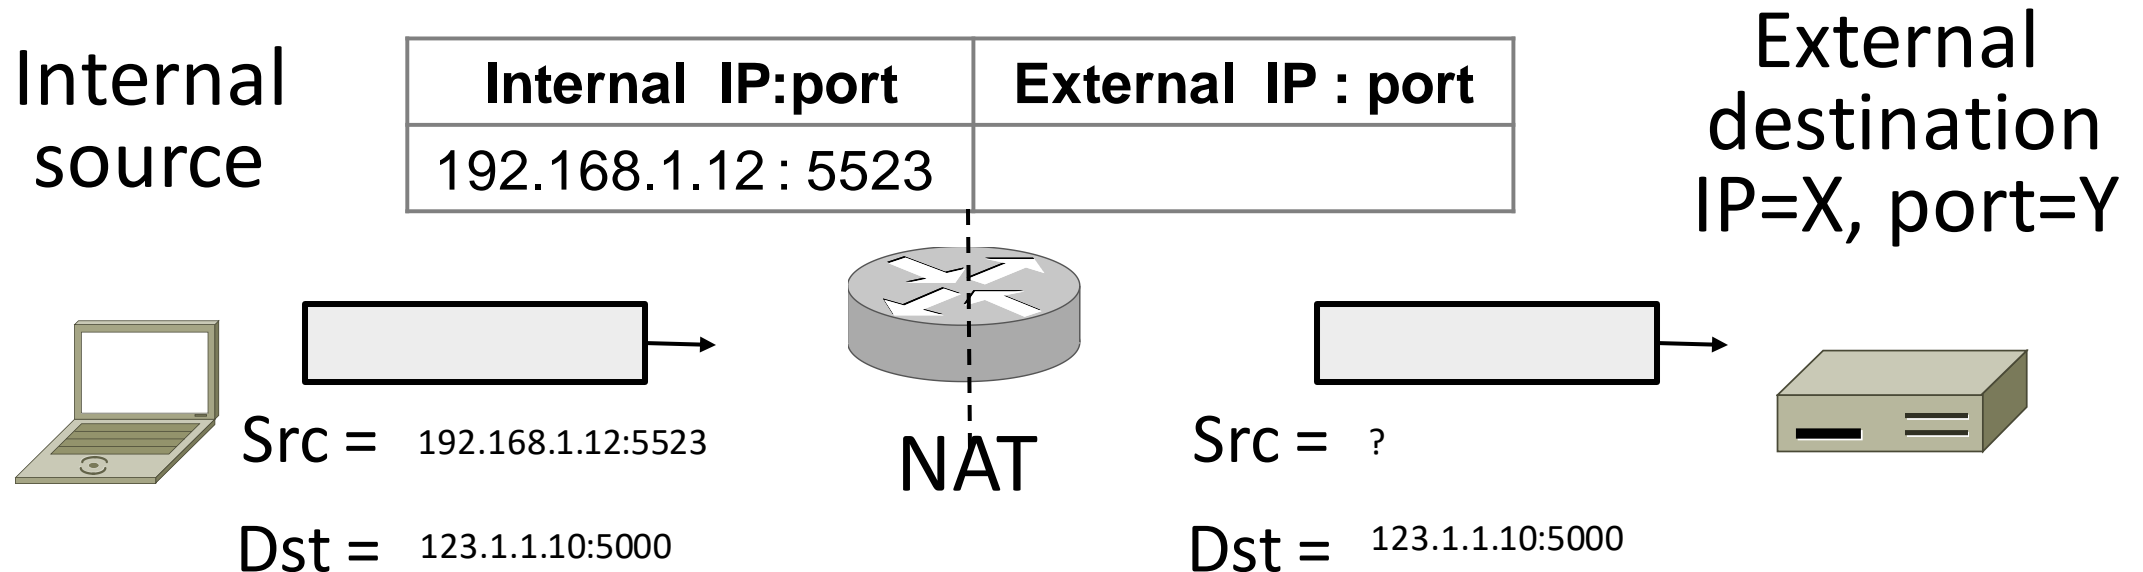 Internal
source
Internal IP:port
External IP : port
192.168.1.12 : 5523
External
destination
IP=X, port=Y
Src = 192.168.1.12:5523
Dst = 123.1.1.10:5000
NAT
Src = ?
Dst = 123.1.1.10:5000